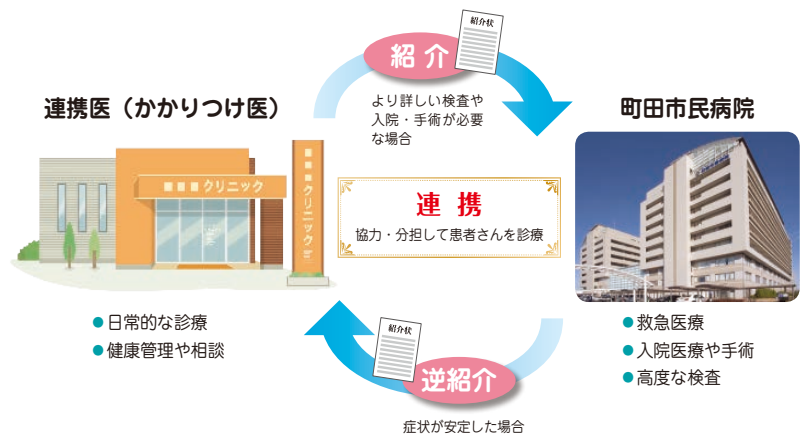 紹介状
紹 介
より詳しい検査や
入院・手術が必要
な場合
連携医（かかりつけ医）
町田市民病院
■■■クリニック
■■■クリニック
連 携
協力・分担して患者さんを診療
●日常的な診療
●健康管理や相談
●救急医療
●入院医療や手術
●高度な検査
紹介状
逆紹介
症状が安定した場合